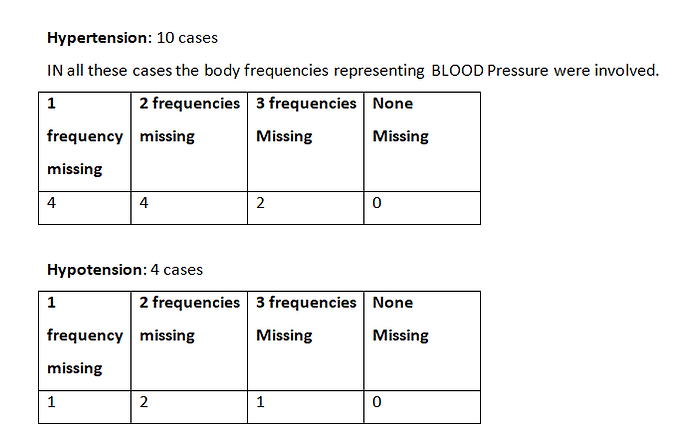 Hypertension: 10 cases
IN all these cases the body frequencies representing BLOOD Pressure were involved.
1 2 frequencies 3 frequencies None
frequency missing Missing Missing
missing
4 4 2 0
Hypotension: 4 cases
1 2 frequencies 3 frequencies None
frequency missing Missing Missing
missing
1 2 1 0